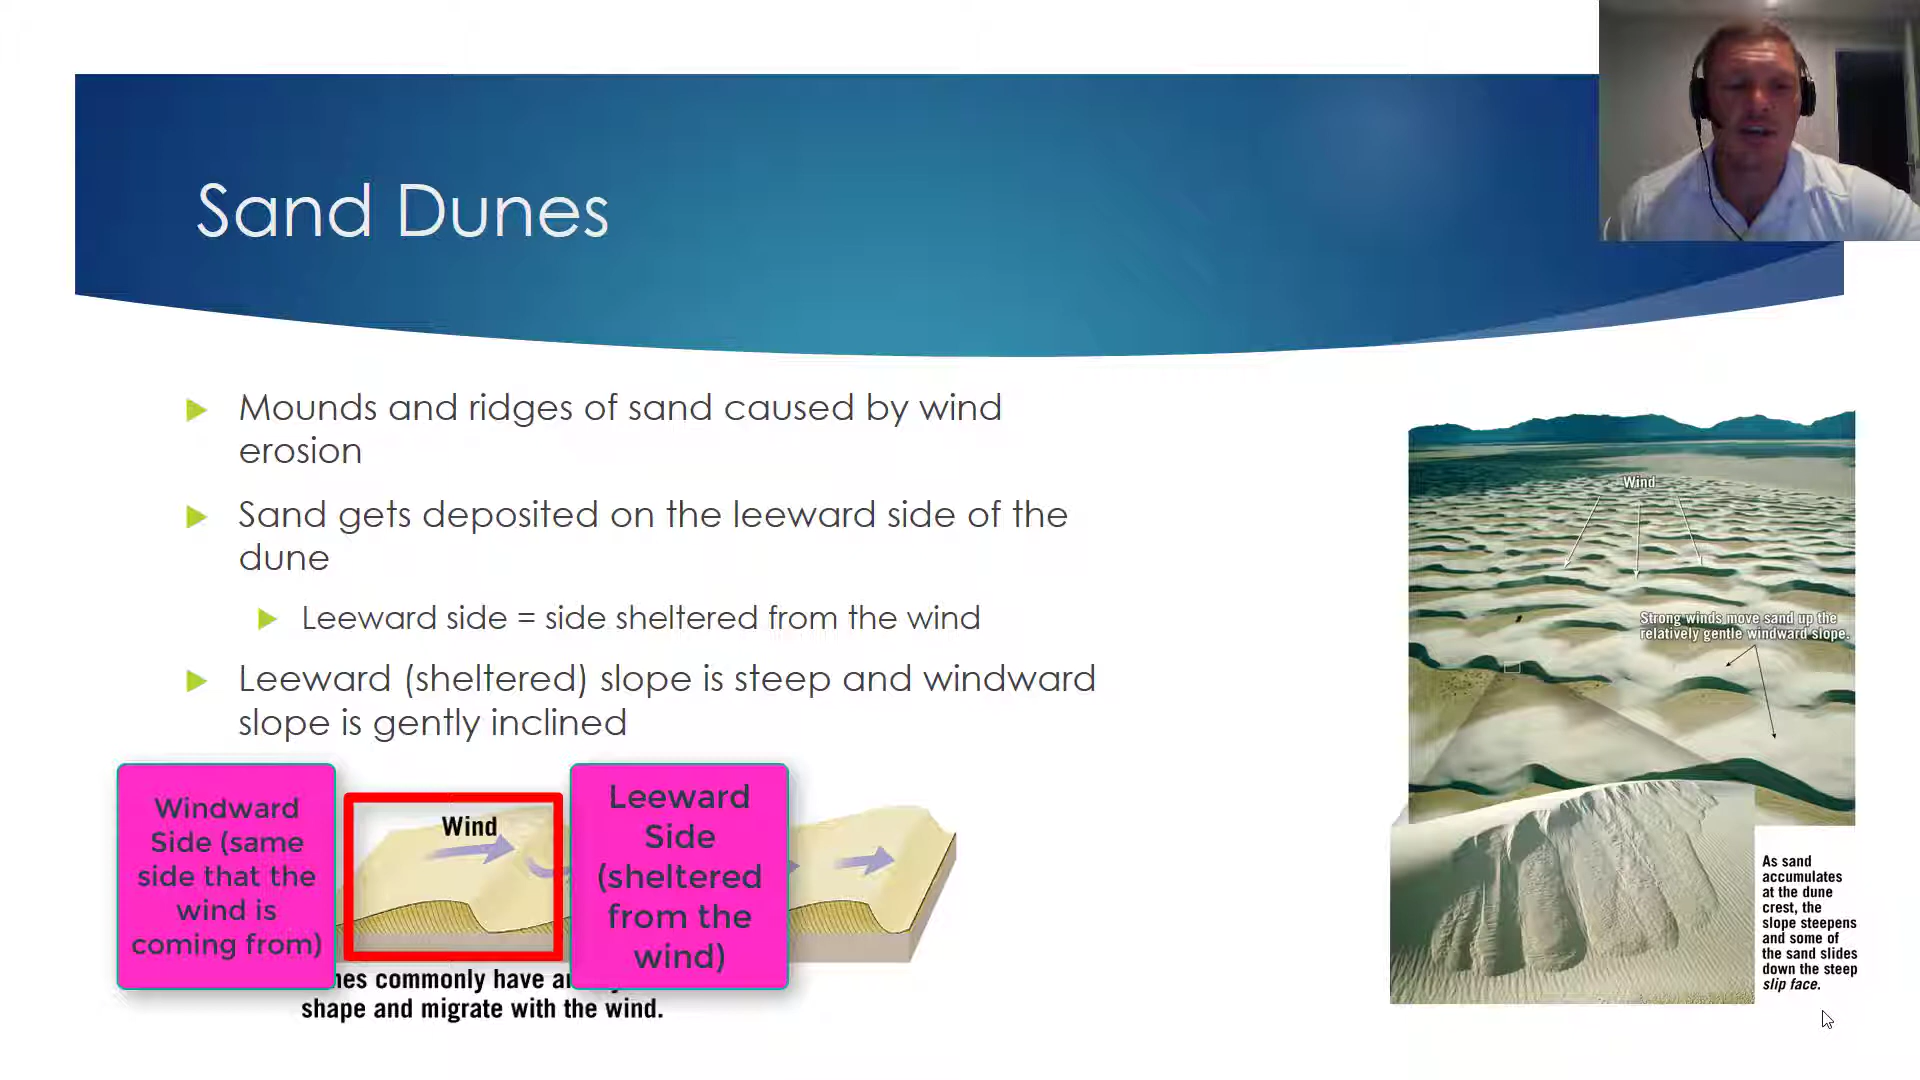 Sand Dunes
Mounds and ridges of sand caused by wind
erosion
Sand gets deposited on the leeward side of the
dune
Leeward side = side sheltered from the wind
Leeward (sheltered) slope is steep and windward
slope is gently inclined
Windward
Side (same
side that the
wind is
coming from)
Wind
Leeward
Side
(sheltered
from the
wind)
commonly have
shape and migrate with the wind.
Wind
Strong winds move sand up the
relatively gentle windward slope.
As sand
accumulates
at the dune
crest, the
slope steepens
and some of
the sand slides
down the steep
slip face.